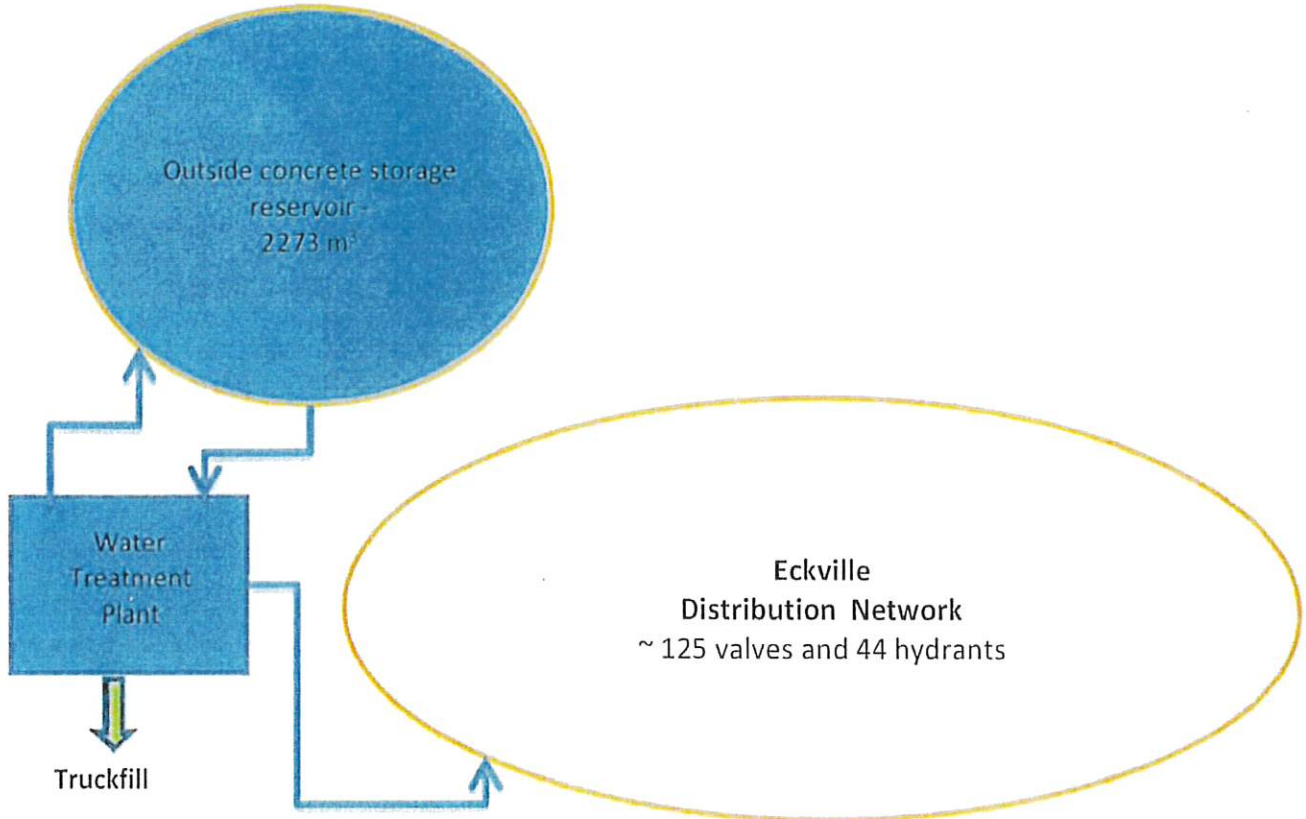 Outside concrete storage
reservoir -
2273 m³
Water
Treatment
Plant
Eckville
Distribution Network
~ 125 valves and 44 hydrants
Truckfill